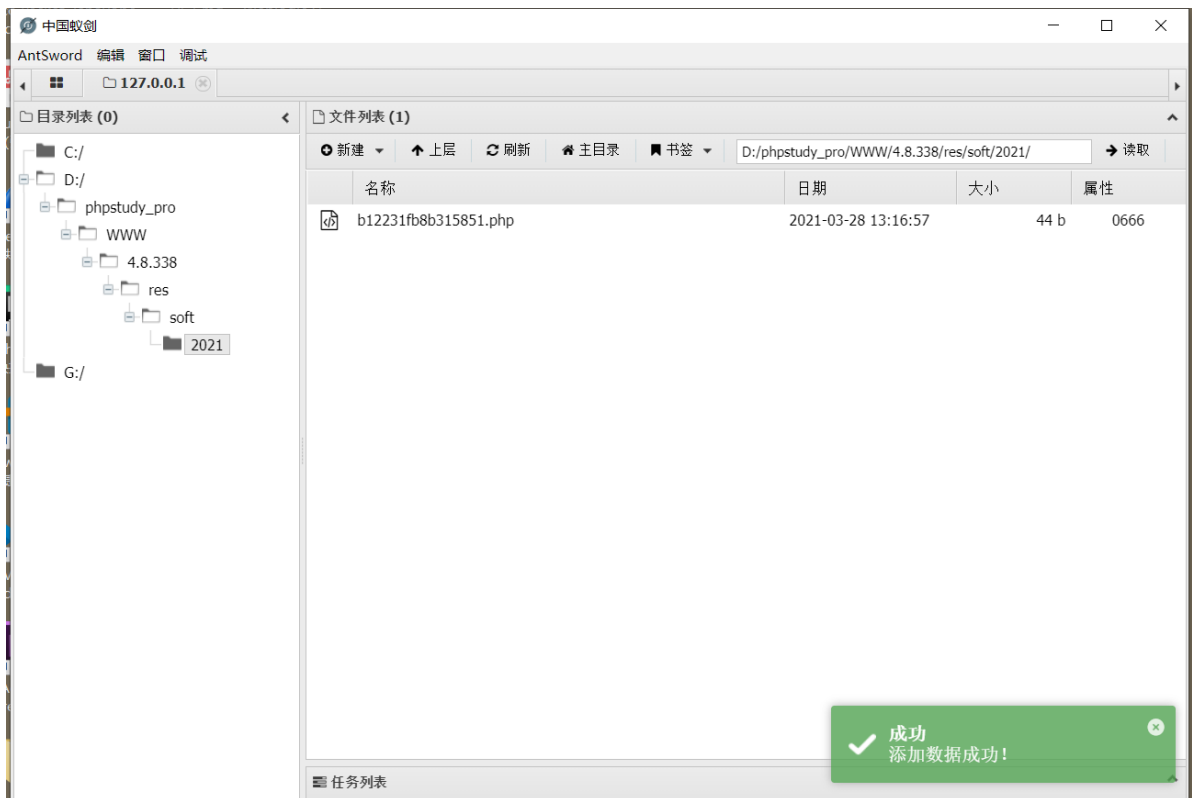 中国蚁剑
AntSword 编辑 窗口 调试
127.0.0.1
目录列表 (0)
文件列表 (1)
新建 上层 刷新 主目录 书签 D:/phpstudy_pro/WWW/4.8.338/res/soft/2021/ 读取
名称 日期 大小 属性
b12231fb8b315851.php 2021-03-28 13:16:57 44 b 0666
C:/
D:/
phpstudy_pro
WWW
4.8.338
res
soft
2021
G:/
成功
添加数据成功!
任务列表